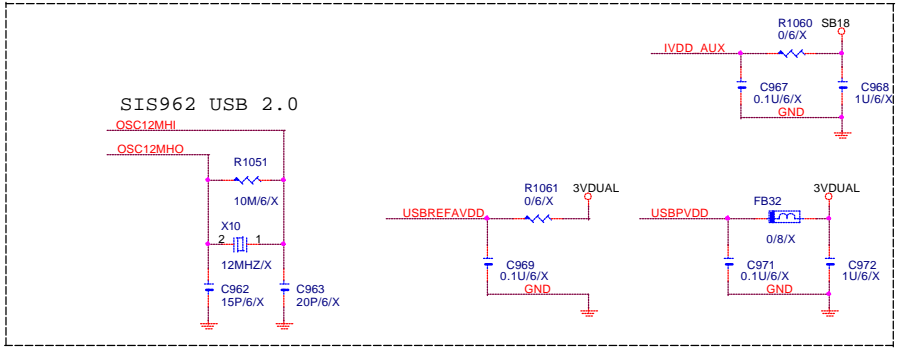 SIS962 USB 2.0
OSC12MHI
OSC12MHO
R1051
10M/6/X
X10
2 1
12MHZ/X
C962
15P/6/X
C963
20P/6/X
R1061
0/6/X
3VDUAL
USBREFAVDD
C969
0.1U/6/X
GND
R1060
0/6/X
SB18
IVDD_AUX
C967
0.1U/6/X
GND
C968
1U/6/X
3VDUAL
FB32
USBPVDD
0/8/X
C971
0.1U/6/X
GND
C972
1U/6/X